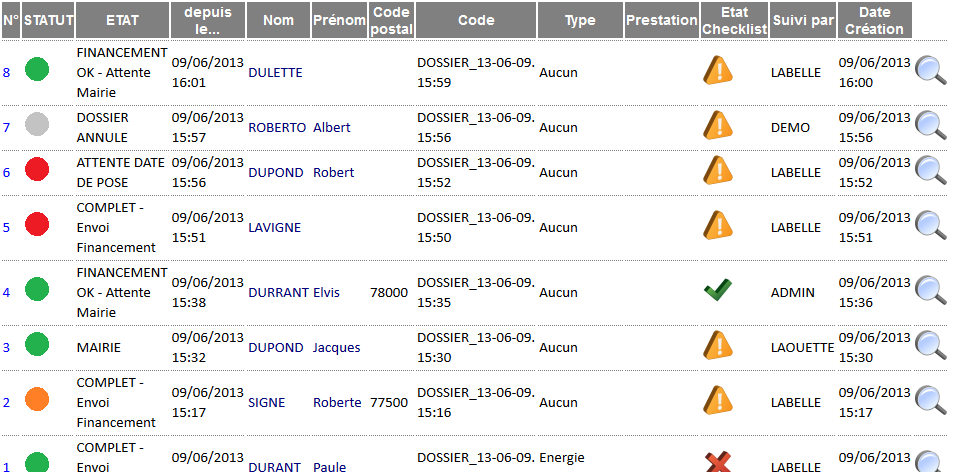 N° STATUT ETAT depuis le... Nom Prénom Code postal Code Type Prestation Etat Checklist Suivi par Date Création
8 FINANCEMENT OK - Attente Mairie 09/06/2013 16:01 DULETTE DOSSIER_13-06-09. 15:59 Aucun LABELLE 09/06/2013 16:00
7 DOSSIER ANNULE 09/06/2013 15:57 ROBERTO Albert DOSSIER_13-06-09. 15:56 Aucun DEMO 09/06/2013 15:56
6 ATTENTE DATE DE POSE 09/06/2013 15:56 DUPOND Robert DOSSIER_13-06-09. 15:52 Aucun LABELLE 09/06/2013 15:52
5 COMPLET - Envoi Financement 09/06/2013 15:51 LAVIGNE DOSSIER_13-06-09. 15:50 Aucun LABELLE 09/06/2013 15:51
4 FINANCEMENT OK - Attente Mairie 09/06/2013 15:38 DURRANT Elvis 78000 DOSSIER_13-06-09. 15:35 Aucun ADMIN 09/06/2013 15:36
3 MAIRIE 09/06/2013 15:32 DUPOND Jacques DOSSIER_13-06-09. 15:30 Aucun LAOUETTE 09/06/2013 15:30
2 COMPLET - Envoi Financement 09/06/2013 15:17 SIGNE Roberte 77500 DOSSIER_13-06-09. 15:16 Aucun LABELLE 09/06/2013 15:17
1 COMPLET - Envoi 09/06/2013 DURANT Paule DOSSIER_13-06-09. Energie LABELLE 09/06/2013